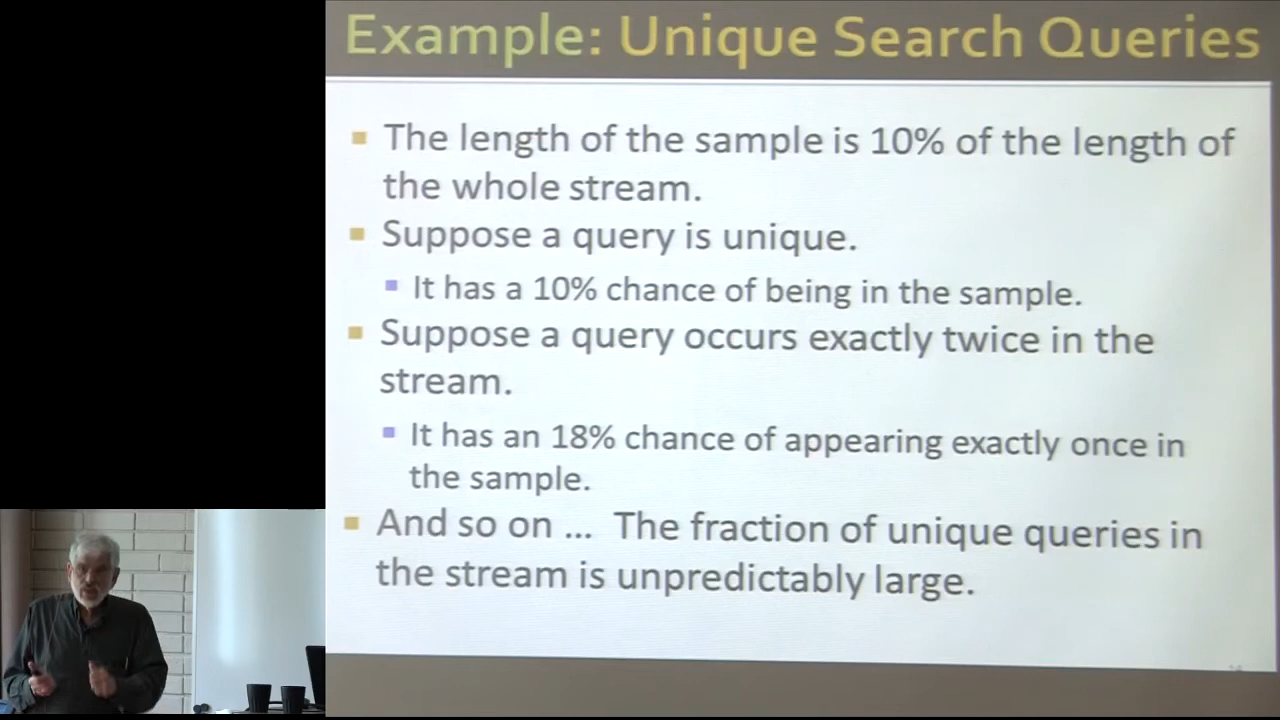 Example: Unique Search Queries
The length of the sample is 10% of the length of
the whole stream.
Suppose a query is unique.
It has a 10% chance of being in the sample.
Suppose a query occurs exactly twice in the
stream.
It has an 18% chance of appearing exactly once in
the sample.
And so on ... The fraction of unique queries in
the stream is unpredictably large.